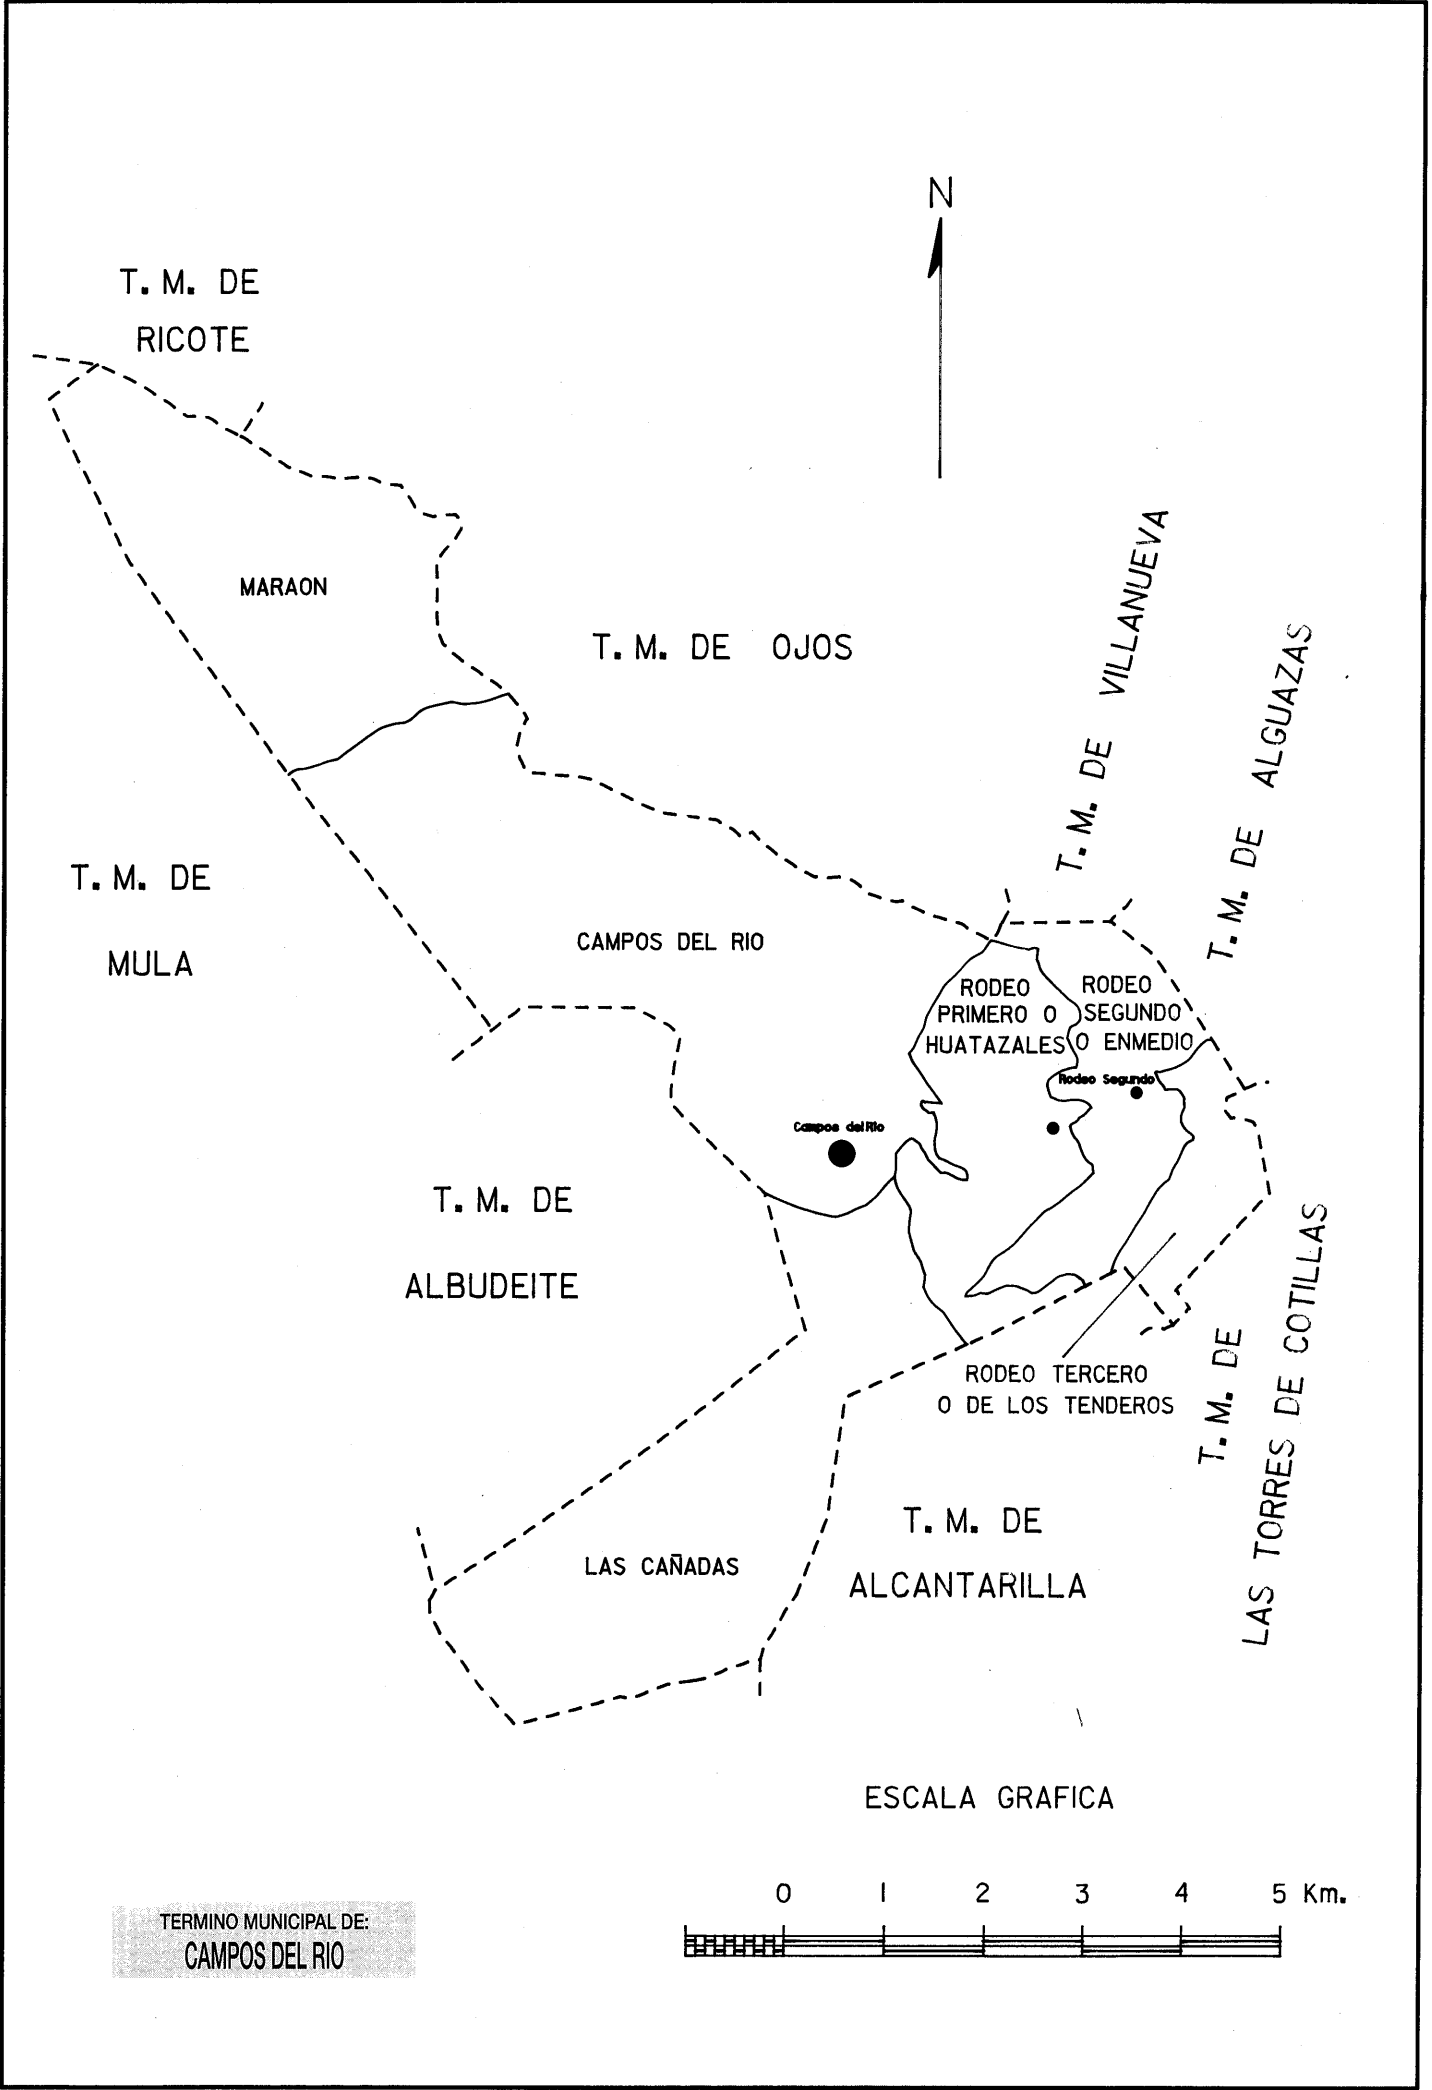 N
T. M. DE
RICOTE
MARAON
T. M. DE OJOS
T. M. DE VILLANUEVA
T. M. DE ALGUAZAS
T. M. DE
MULA
CAMPOS DEL RIO
RODEO
PRIMERO O
HUATAZALES
RODEO
SEGUNDO
O ENMEDIO
Rodeo Segundo
Campos del Río
T. M. DE
ALBUDEITE
RODEO TERCERO
O DE LOS TENDEROS
T. M. DE
LAS TORRES DE COTILLAS
T. M. DE
ALCANTARILLA
LAS CAÑADAS
ESCALA GRAFICA
0 1 2 3 4 5 Km.
TERMINO MUNICIPAL DE:
CAMPOS DEL RIO